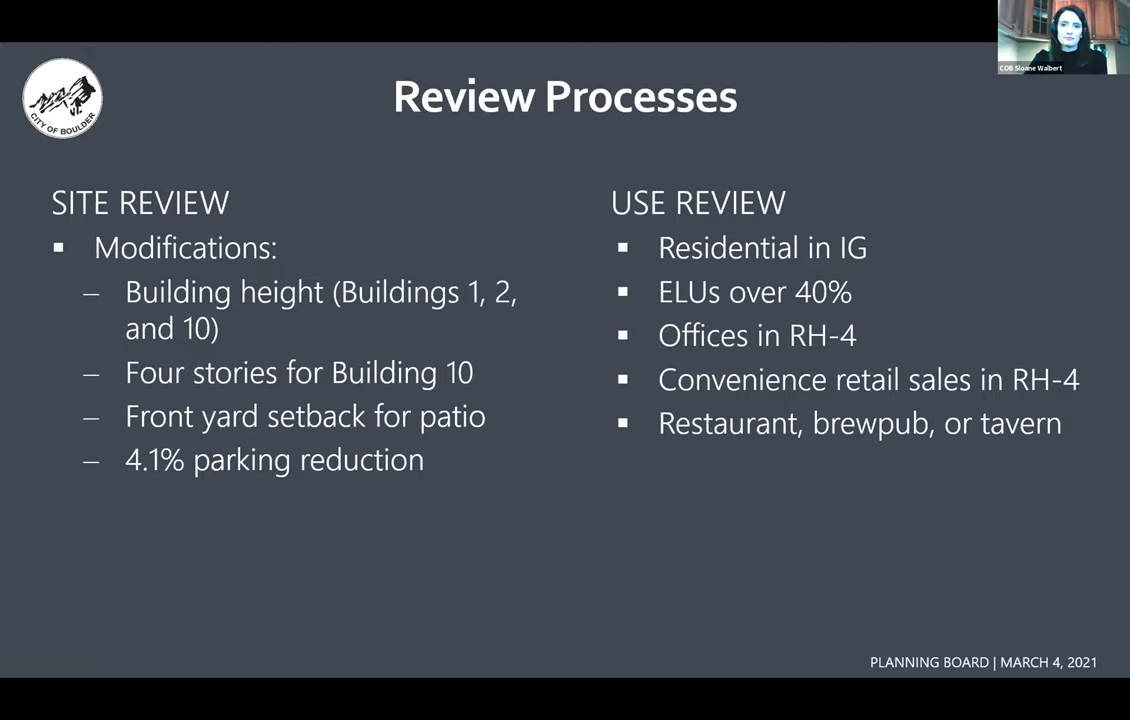 COB Sloane Walbert
CITY OF BOULDER
Review Processes
SITE REVIEW
▪ Modifications:
– Building height (Buildings 1, 2,
and 10)
– Four stories for Building 10
– Front yard setback for patio
– 4.1% parking reduction
USE REVIEW
▪ Residential in IG
▪ ELUs over 40%
▪ Offices in RH-4
▪ Convenience retail sales in RH-4
▪ Restaurant, brewpub, or tavern
PLANNING BOARD | MARCH 4, 2021